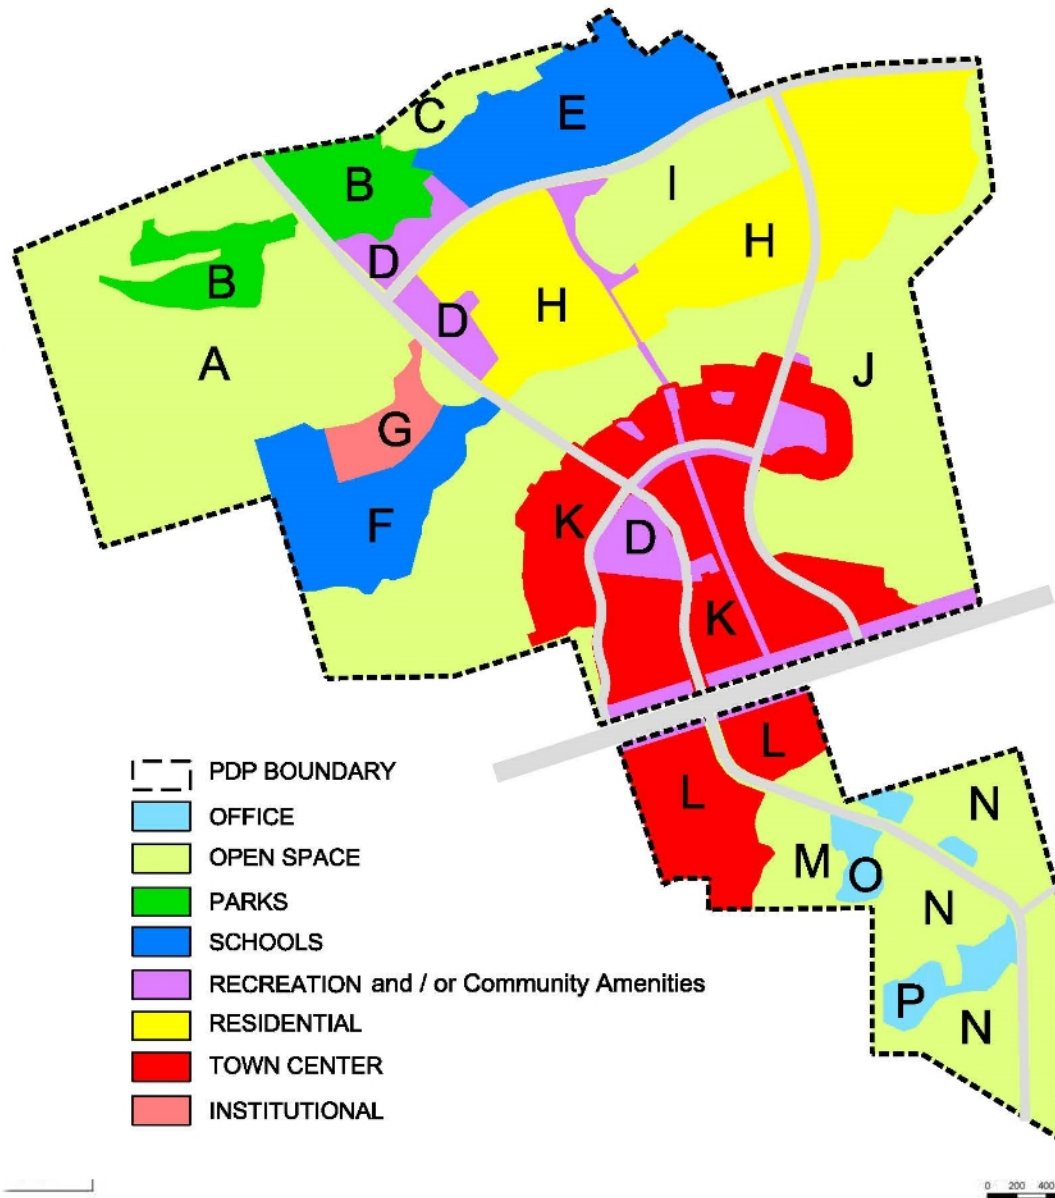 C
E
B
I
D
H
B
D
H
A
J
G
F
K
D
K
L
L
N
M
O
N
P
N
PDP BOUNDARY
OFFICE
OPEN SPACE
PARKS
SCHOOLS
RECREATION and / or Community Amenities
RESIDENTIAL
TOWN CENTER
INSTITUTIONAL
0 200 400